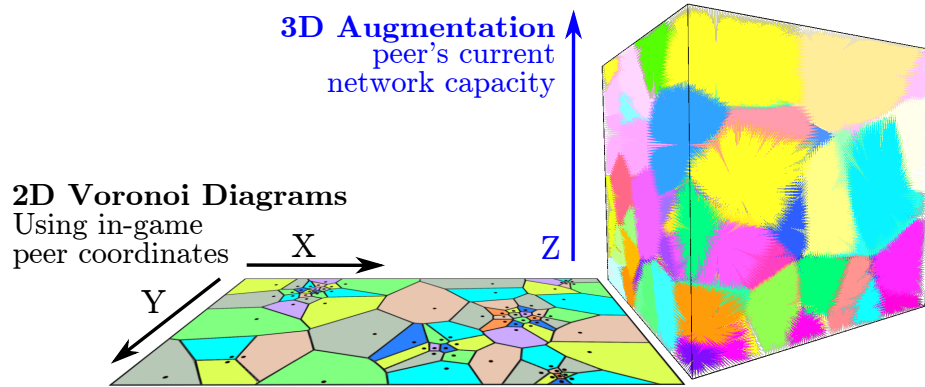 3D Augmentation
peer's current
network capacity
2D Voronoi Diagrams
Using in-game
peer coordinates
X
Y
Z